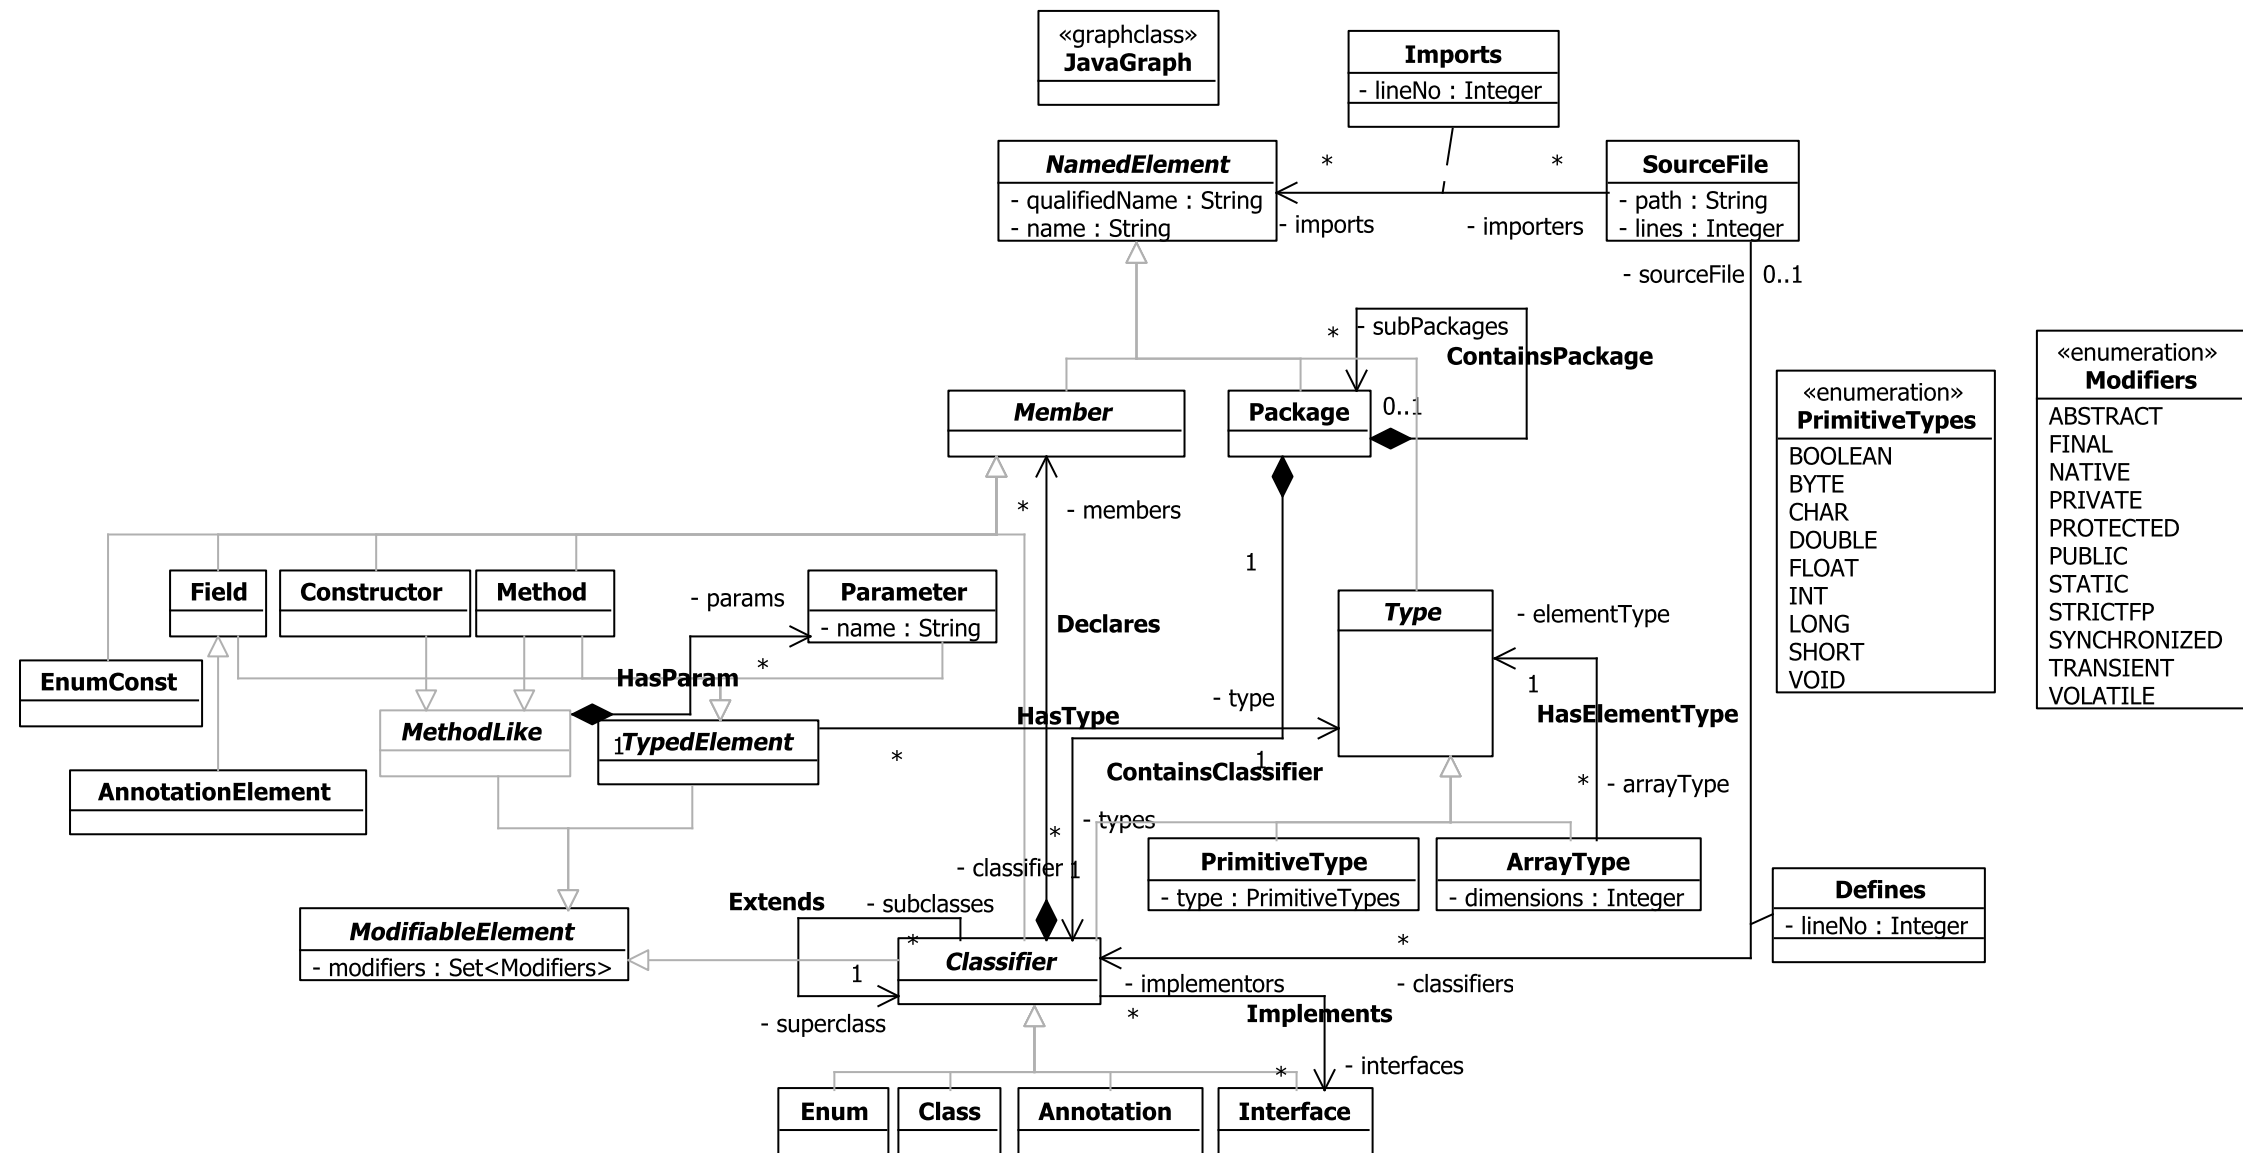 «graphclass»
JavaGraph
Imports
- lineNo : Integer
NamedElement
- qualifiedName : String
- name : String
*
*
- imports
- importers
SourceFile
- path : String
- lines : Integer
- sourceFile
0..1
*
- subPackages
ContainsPackage
«enumeration»
PrimitiveTypes
BOOLEAN
BYTE
CHAR
DOUBLE
FLOAT
INT
LONG
SHORT
VOID
«enumeration»
Modifiers
ABSTRACT
FINAL
NATIVE
PRIVATE
PROTECTED
PUBLIC
STATIC
STRICTFP
SYNCHRONIZED
TRANSIENT
VOLATILE
Member
Package
0..1
*
- members
1
Field
Constructor
Method
- params
Parameter
- name : String
Declares
Type
- elementType
EnumConst
HasParam
*
1
- type
HasType
HasElementType
MethodLike
1
TypedElement
*
1
ContainsClassifier
*
- arrayType
AnnotationElement
*
- types
- classifier
1
PrimitiveType
- type : PrimitiveTypes
ArrayType
- dimensions : Integer
Defines
- lineNo : Integer
Extends
- subclasses
ModifiableElement
- modifiers : Set<Modifiers>
*
Classifier
*
1
- implementors
- classifiers
- superclass
*
Implements
- interfaces
*
Enum
Class
Annotation
Interface